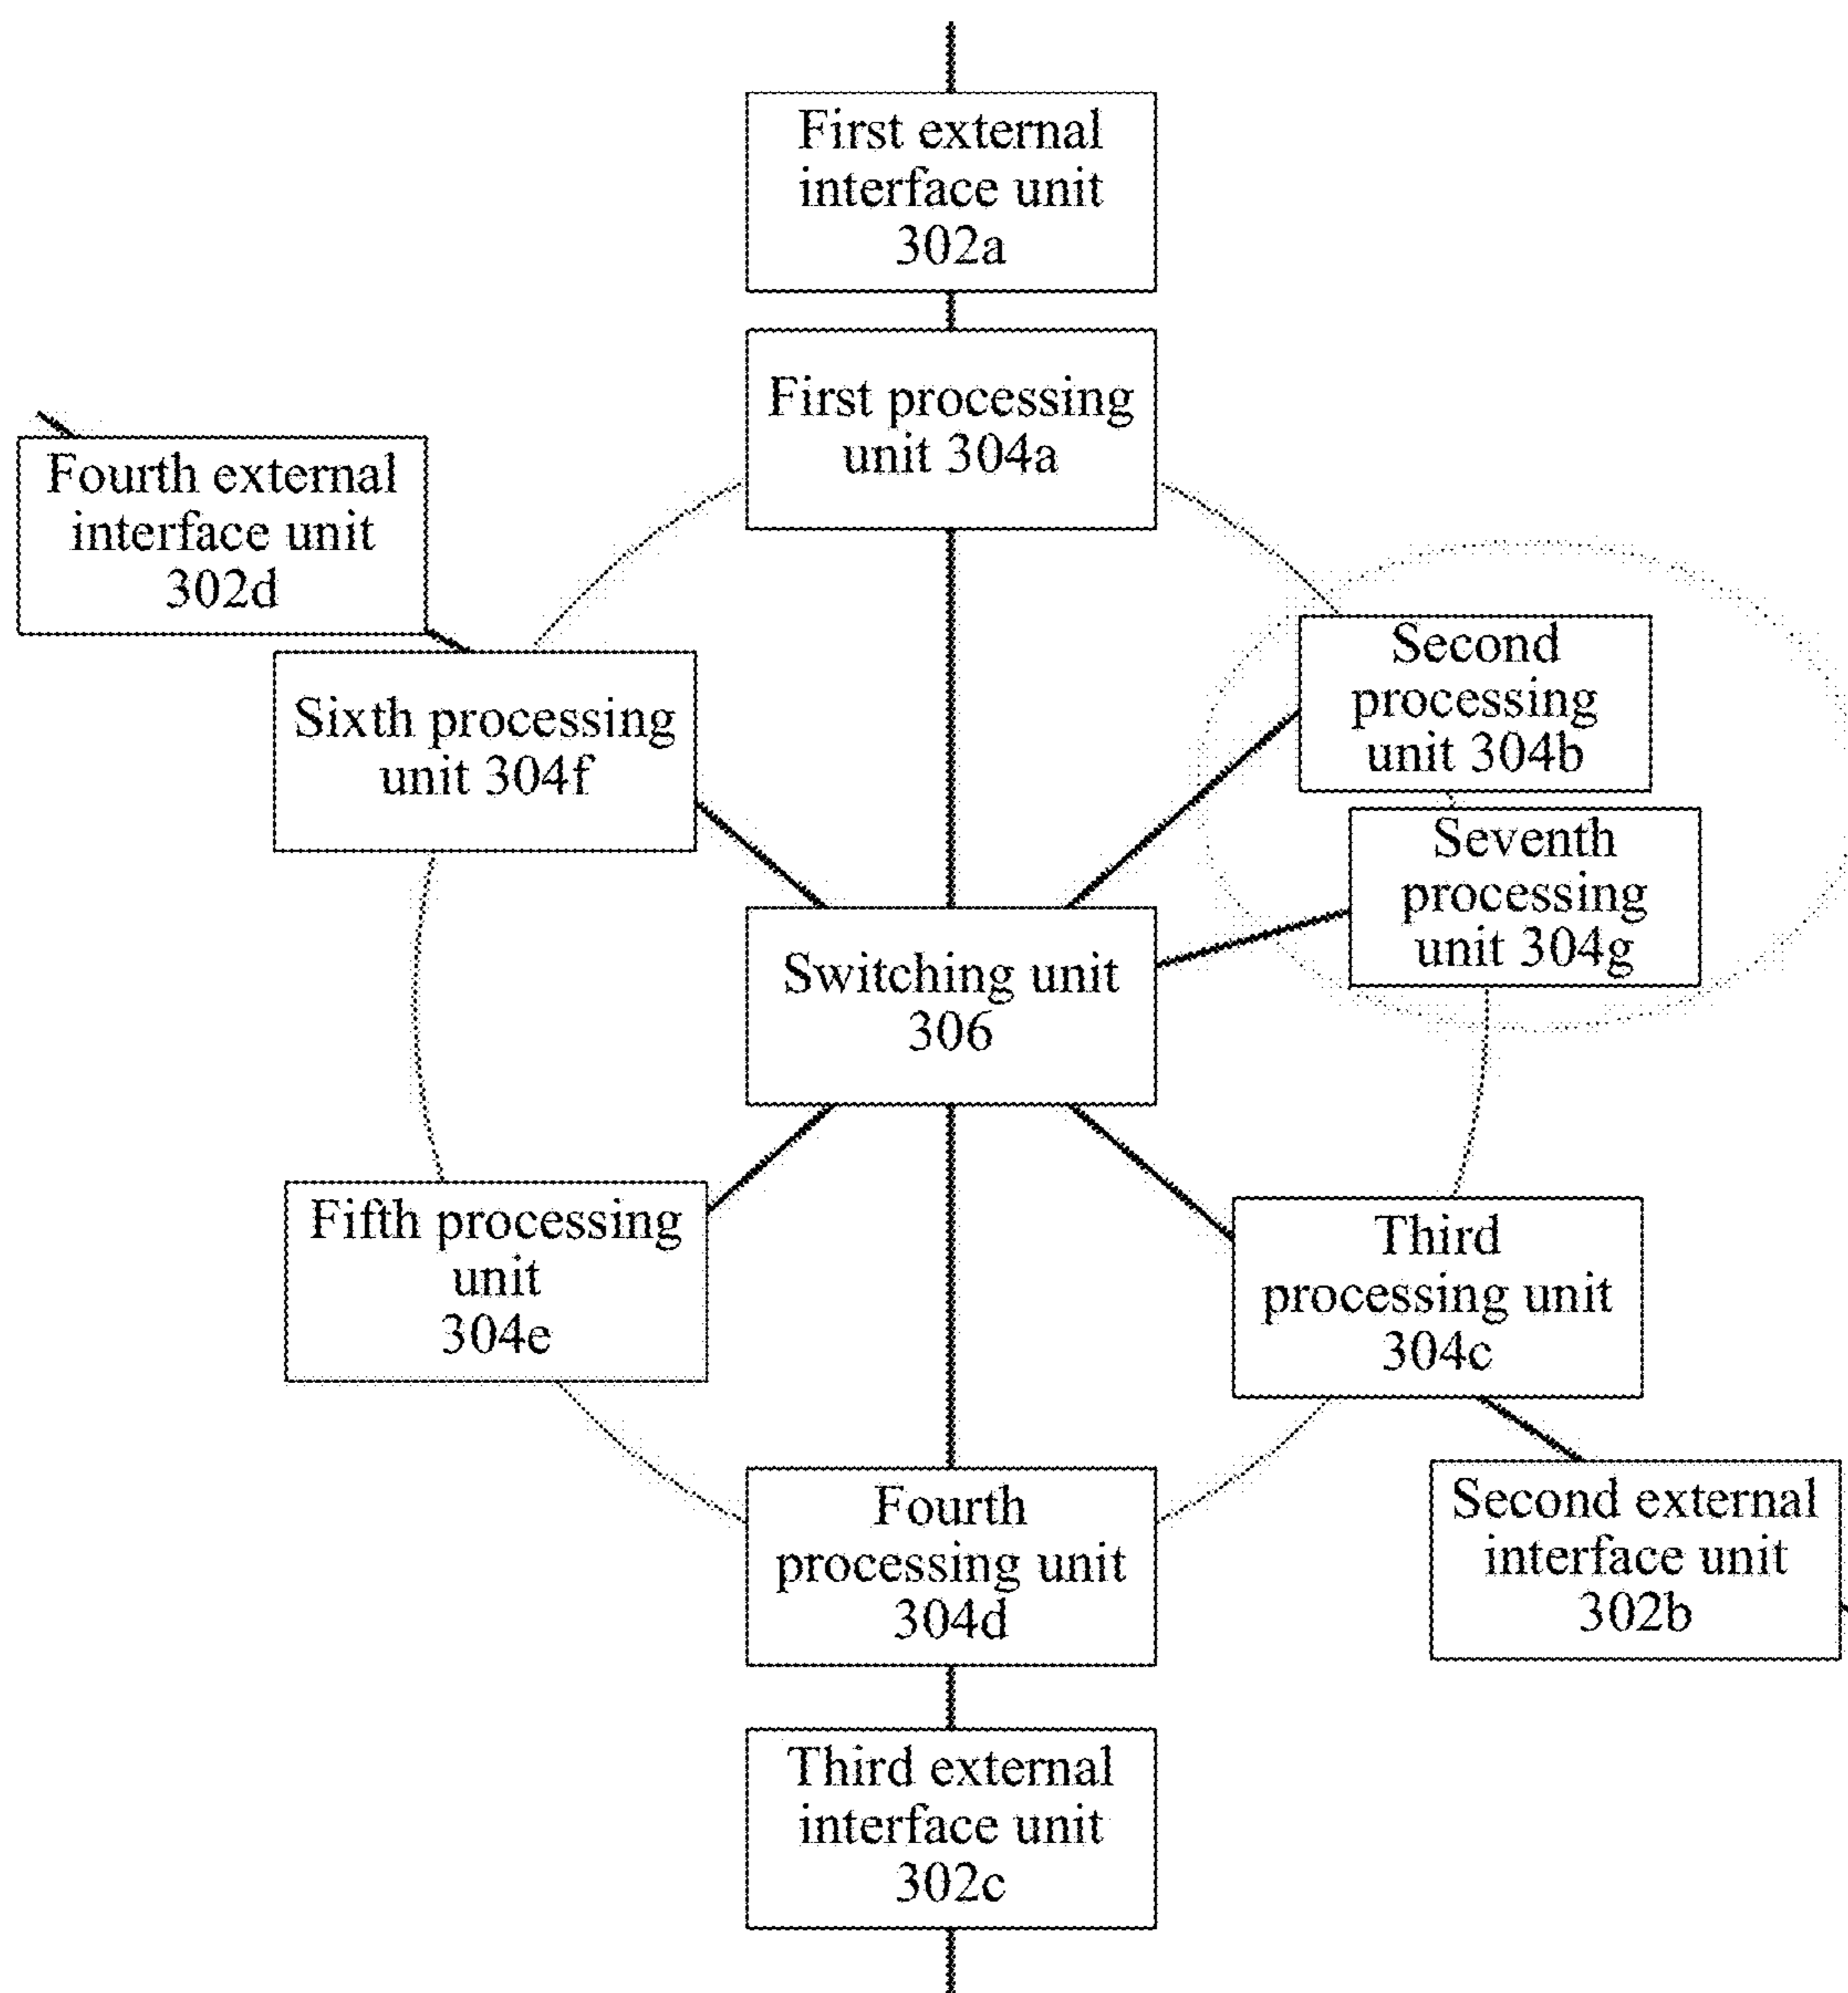 First external
interface unit
302a
First processing
unit 304a
Fourth external
interface unit
302d
Second
processing
unit 304b
Sixth processing
unit 304f
Seventh
processing
unit 304g
Switching unit
306
Fifth processing
unit
304e
Third
processing unit
304c
Fourth
processing unit
304d
Second external
interface unit
302b
Third external
interface unit
302c